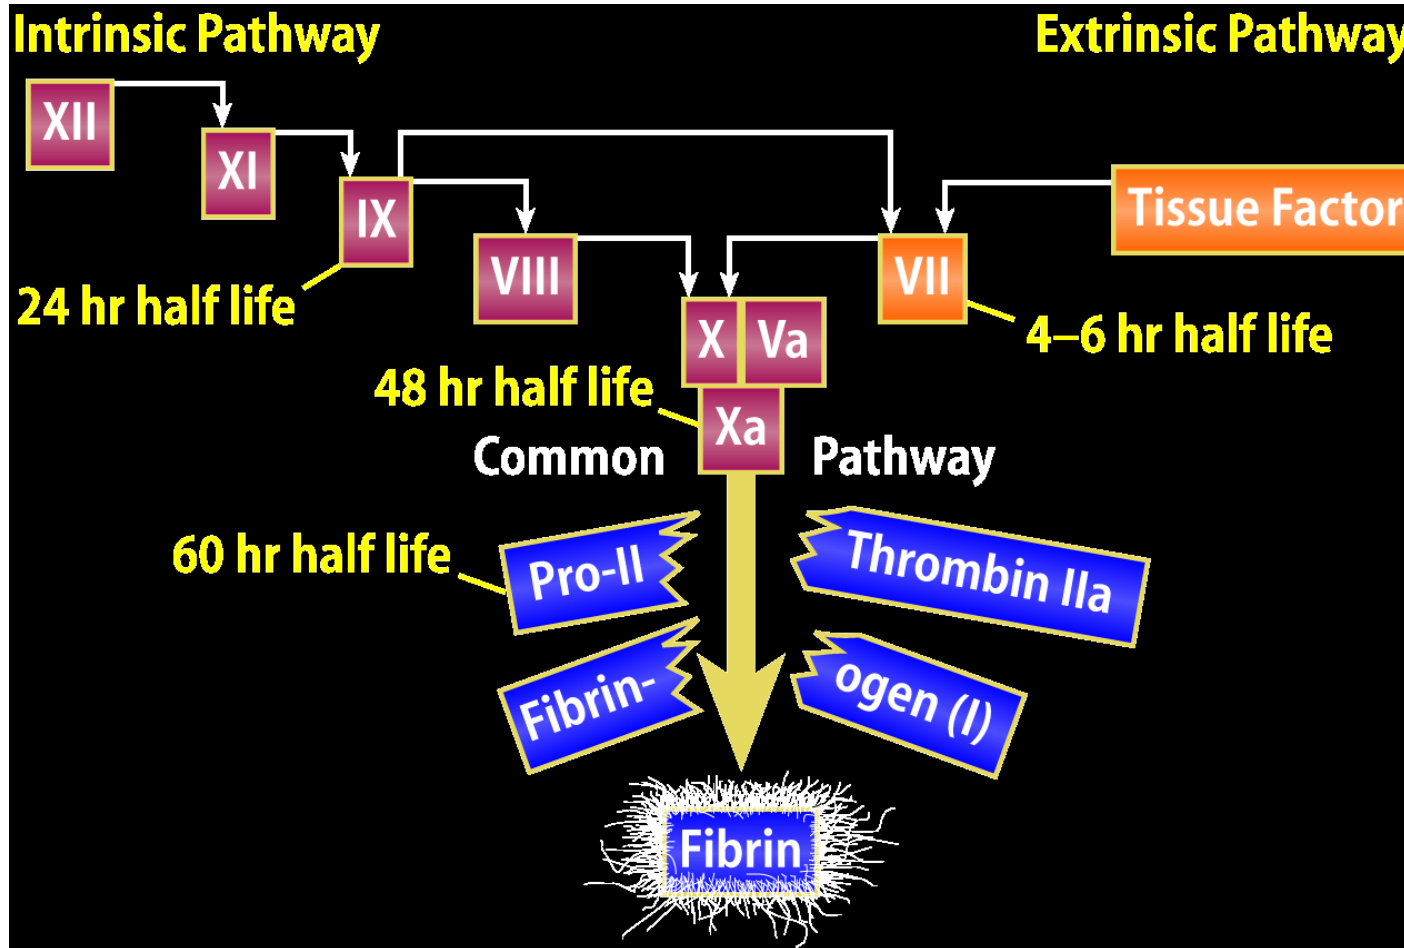 Intrinsic Pathway
Extrinsic Pathway
XII
XI
IX
Tissue Factor
VIII
VII
24 hr half life
X
Va
4–6 hr half life
48 hr half life
Xa
Common Pathway
60 hr half life
Pro-II
Thrombin IIa
Fibrin-
ogen (I)
Fibrin